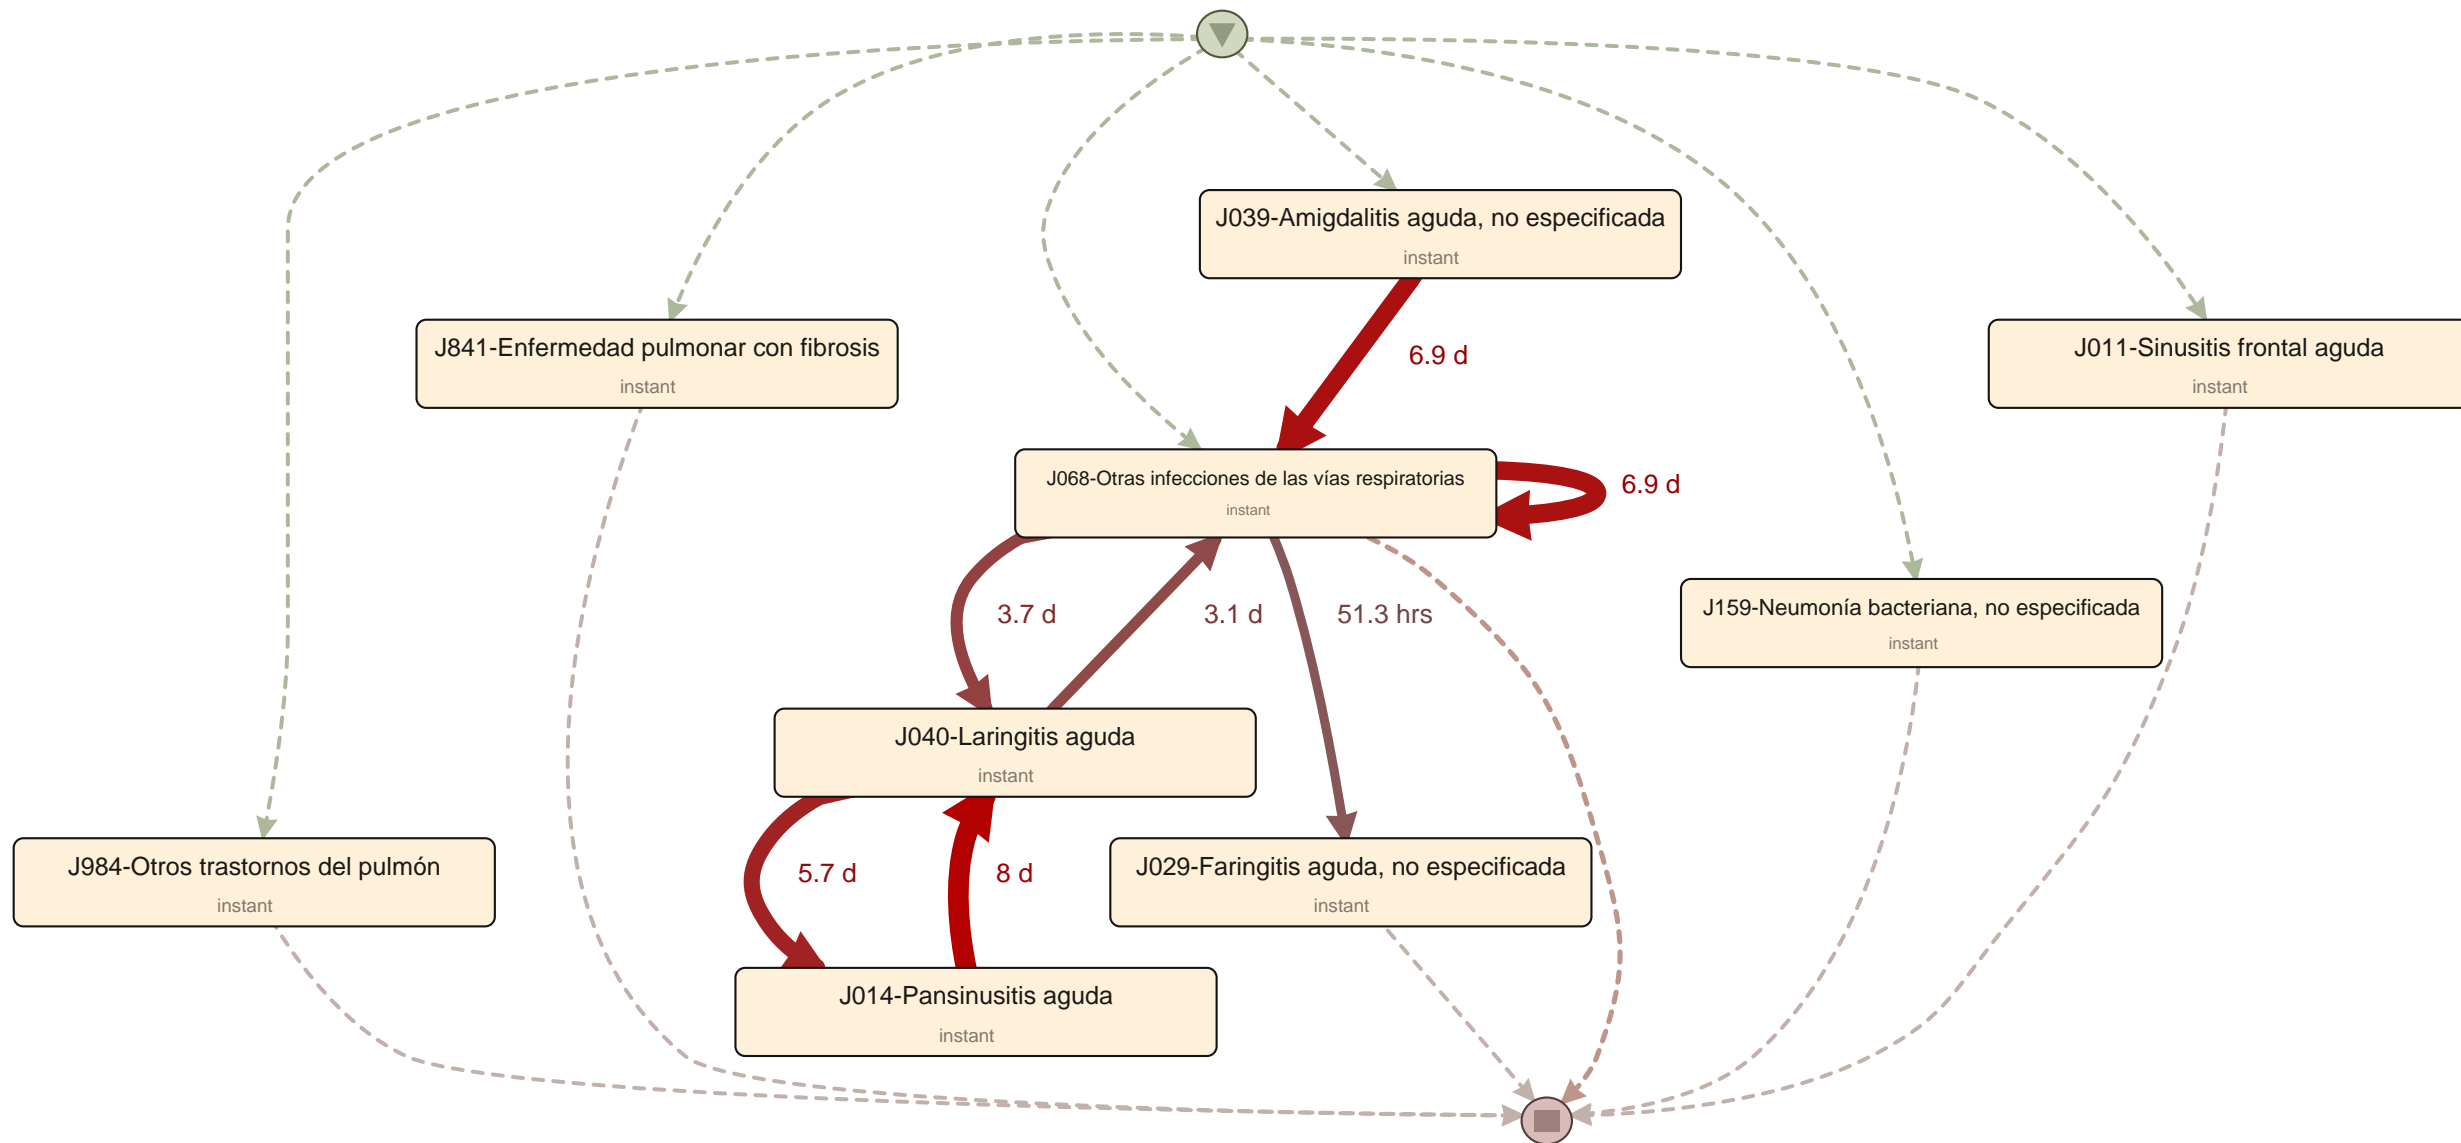 J039-Amigdalitis aguda, no especificada
instant
J841-Enfermedad pulmonar con fibrosis
instant
6.9 d
J011-Sinusitis frontal aguda
instant
J068-Otras infecciones de las vías respiratorias
instant
6.9 d
3.7 d
3.1 d
51.3 hrs
J159-Neumonía bacteriana, no especificada
instant
J040-Laringitis aguda
instant
J984-Otros trastornos del pulmón
instant
5.7 d
8 d
J029-Faringitis aguda, no especificada
instant
J014-Pansinusitis aguda
instant